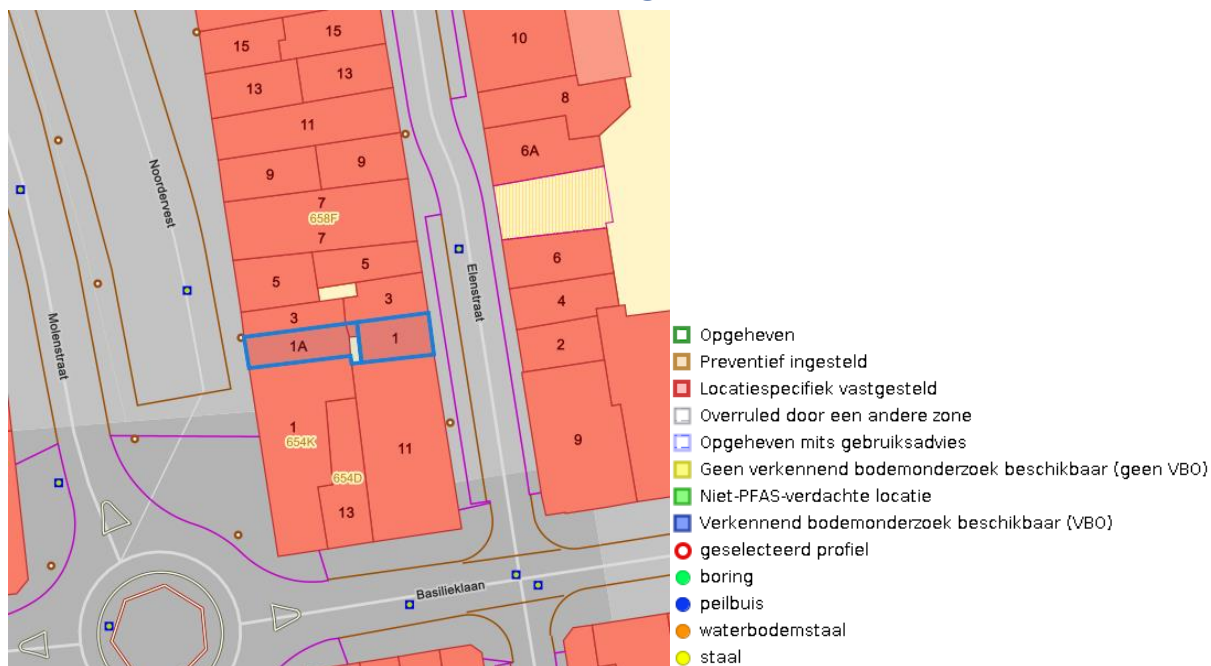 15
15
10
13
13
8
11
6A
9
9
Noordervest
7
658F
7
5
5
6
Elenstraat
3
3
4
Molenstraat
1A
1
2
1
654K
11
9
654D
13
Basilieklaan
Opgeheven
Preventief ingesteld
Locatiespecifiek vastgesteld
Overruled door een andere zone
Opgeheven mits gebruiksadvies
Geen verkennend bodemonderzoek beschikbaar (geen VBO)
Niet-PFAS-verdachte locatie
Verkennend bodemonderzoek beschikbaar (VBO)
geselecteerd profiel
boring
peilbuis
waterbodemstaal
staal